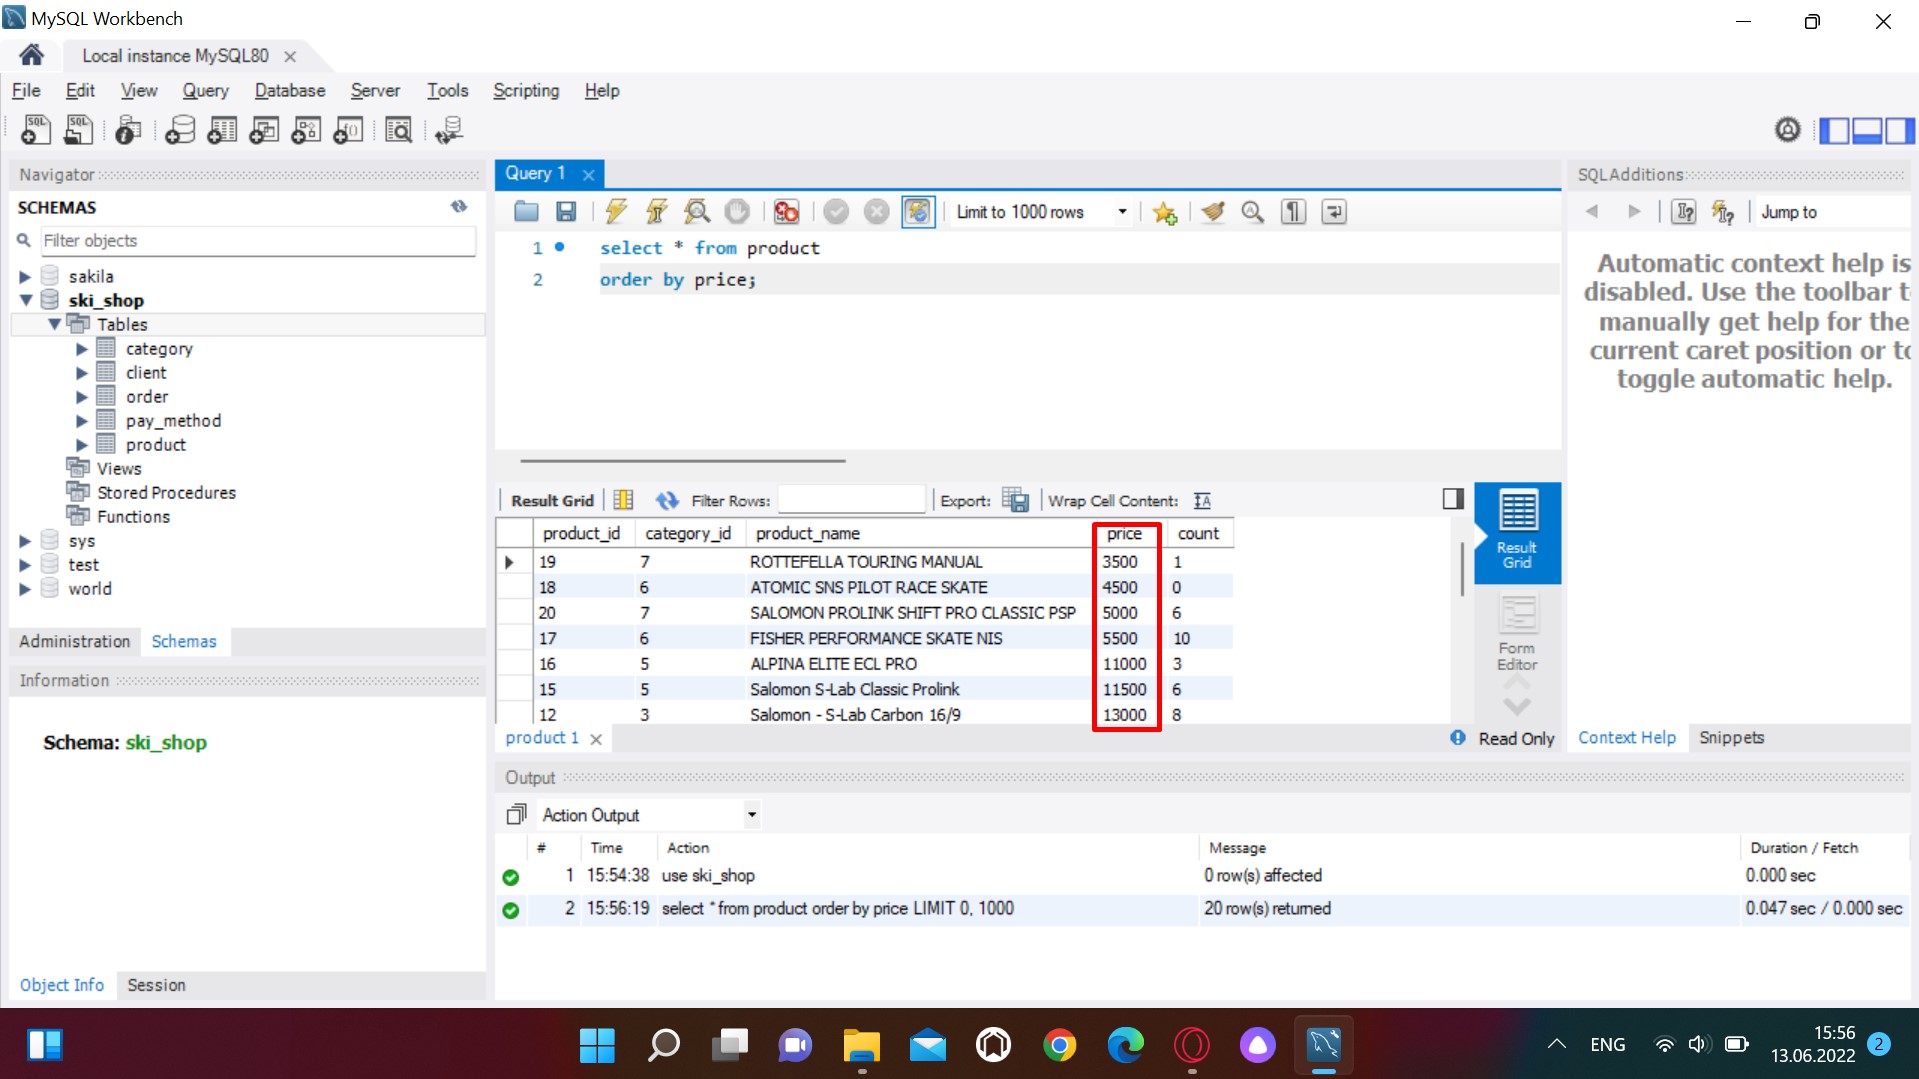 MySQL Workbench
Local instance MySQL80
File Edit View Query Database Server Tools Scripting Help
Navigator
SCHEMAS
Filter objects
sakila
ski_shop
Tables
category
client
order
pay_method
product
Views
Stored Procedures
Functions
sys
test
world
Administration Schemas
Information
Schema: ski_shop
Object Info Session
Query 1
Limit to 1000 rows
1 select * from product
2 order by price;
Result Grid Filter Rows: Export: Wrap Cell Content:
product_id category_id product_name price count
19 7 ROTTEFELLA TOURING MANUAL 3500 1
18 6 ATOMIC SNS PILOT RACE SKATE 4500 0
20 7 SALOMON PROLINK SHIFT PRO CLASSIC PSP 5000 6
17 6 FISHER PERFORMANCE SKATE NIS 5500 10
16 5 ALPINA ELITE ECL PRO 11000 3
15 5 Salomon S-Lab Classic Prolink 11500 6
12 3 Salomon - S-Lab Carbon 16/9 13000 8
Result
Grid
Form
Editor
product 1
Read Only
SQLAdditions
Jump to
Automatic context help is
disabled. Use the toolbar t
manually get help for the
current caret position or to
toggle automatic help.
Context Help Snippets
Output
Action Output
# Time Action Message Duration / Fetch
1 15:54:38 use ski_shop 0 row(s) affected 0.000 sec
2 15:56:19 select * from product order by price LIMIT 0, 1000 20 row(s) returned 0.047 sec / 0.000 sec
ENG
15:56
13.06.2022
2